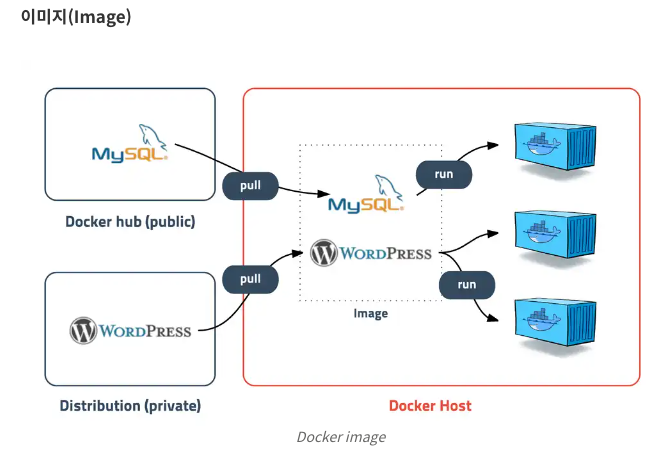 이미지(Image)
MySQL®
Docker hub (public)
pull
WORDPRESS
Distribution (private)
pull
MySQL®
WORDPRESS
Image
run
run
Docker Host
Docker image